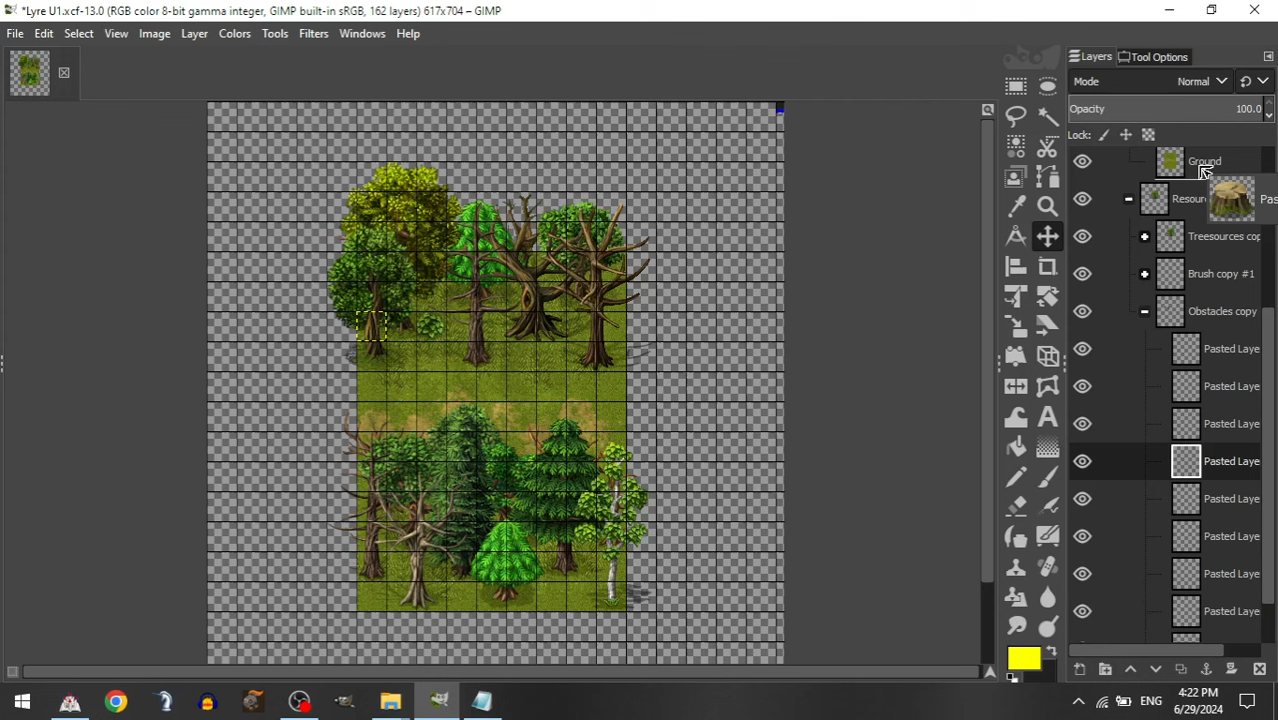 *Lyre U1.xcf-13.0 (RGB color 8-bit gamma integer, GIMP built-in sRGB, 162 layers) 617x704 – GIMP
File Edit Select View Image Layer Colors Tools Filters Windows Help
Layers Tool Options
Mode Normal
Opacity 100.0
Lock:
Ground
Resour
Pas
Treesources cop
Brush copy #1
Obstacles copy
Pasted Laye
Pasted Laye
Pasted Laye
Pasted Laye
Pasted Laye
Pasted Laye
Pasted Laye
Pasted Laye
ENG
4:22 PM
6/29/2024